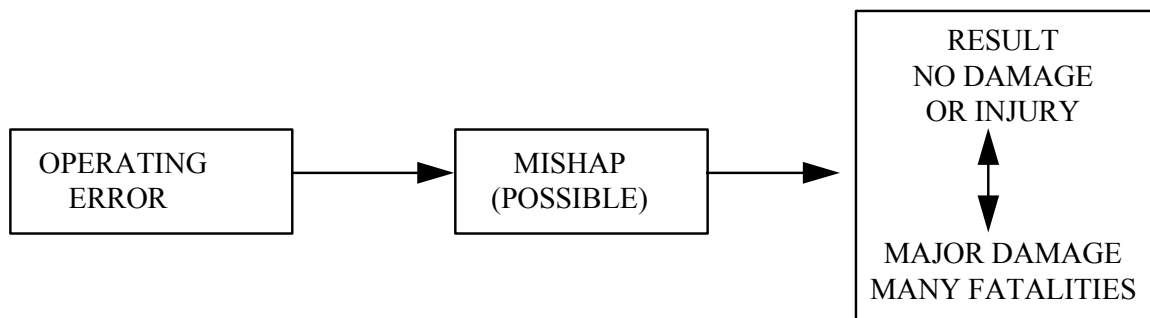 OPERATING
ERROR
MISHAP
(POSSIBLE)
RESULT
NO DAMAGE
OR INJURY
MAJOR DAMAGE
MANY FATALITIES